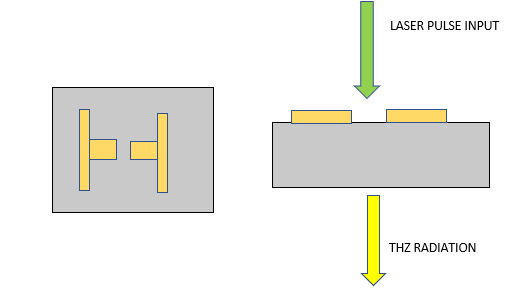 LASER PULSE INPUT
THZ RADIATION